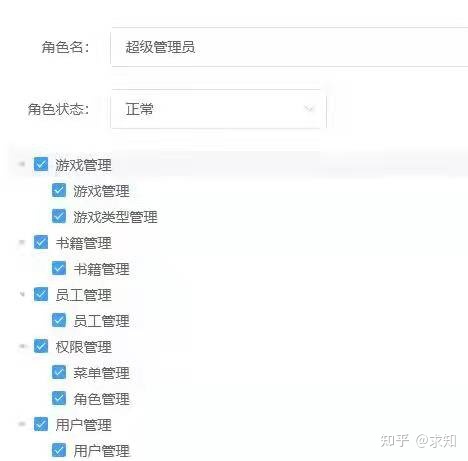 角色名： 超级管理员
角色状态： 正常
游戏管理
游戏管理
游戏类型管理
书籍管理
书籍管理
员工管理
员工管理
权限管理
菜单管理
角色管理
用户管理
用户管理
知乎 @求知